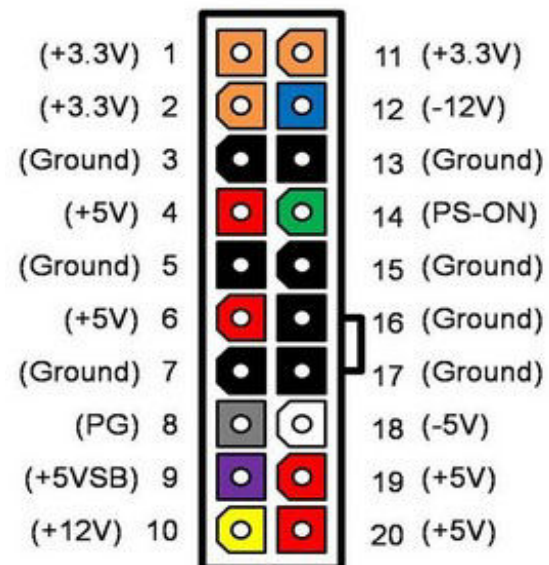 (+3.3V) 1 11 (+3.3V)
(+3.3V) 2 12 (-12V)
(Ground) 3 13 (Ground)
(+5V) 4 14 (PS-ON)
(Ground) 5 15 (Ground)
(+5V) 6 16 (Ground)
(Ground) 7 17 (Ground)
(PG) 8 18 (-5V)
(+5VSB) 9 19 (+5V)
(+12V) 10 20 (+5V)